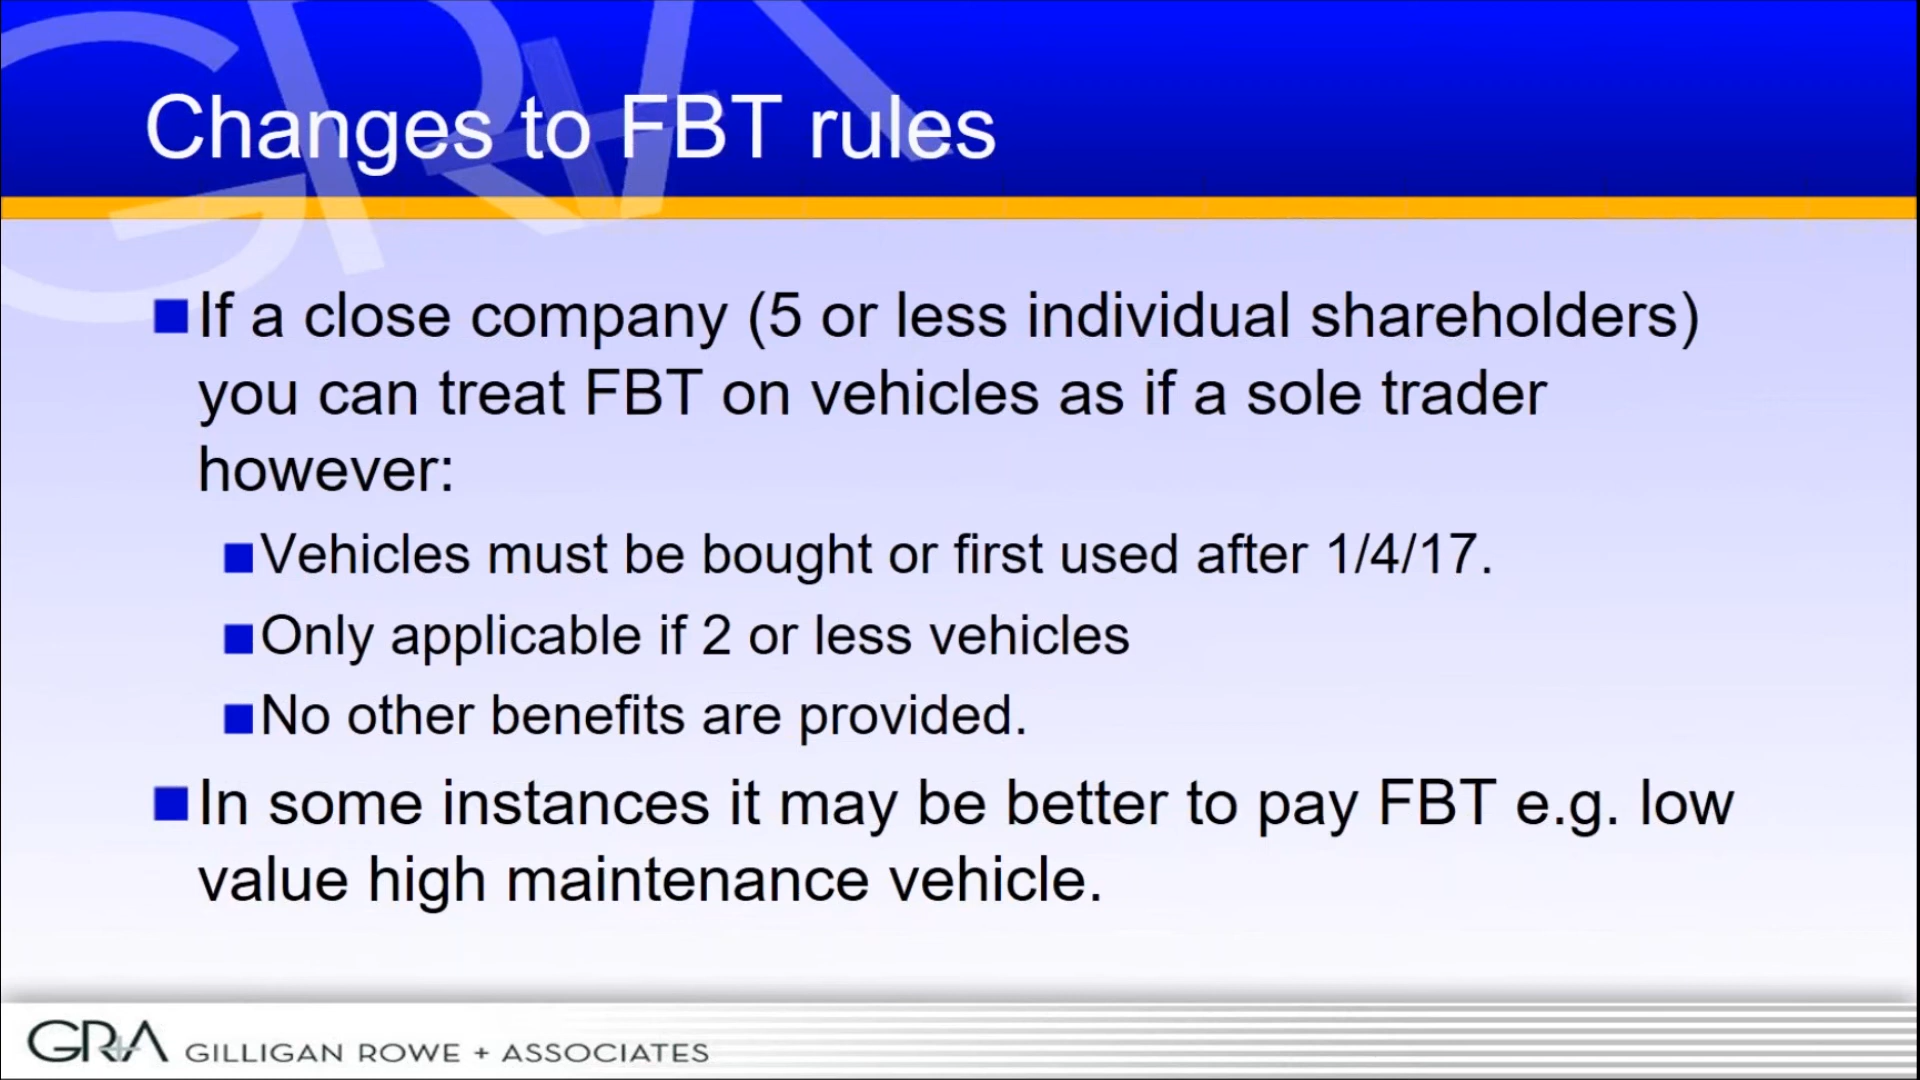 Changes to FBT rules
If a close company (5 or less individual shareholders)
you can treat FBT on vehicles as if a sole trader
however:
Vehicles must be bought or first used after 1/4/17.
Only applicable if 2 or less vehicles
No other benefits are provided.
In some instances it may be better to pay FBT e.g. low
value high maintenance vehicle.
GR+A GILLIGAN ROWE + ASSOCIATES